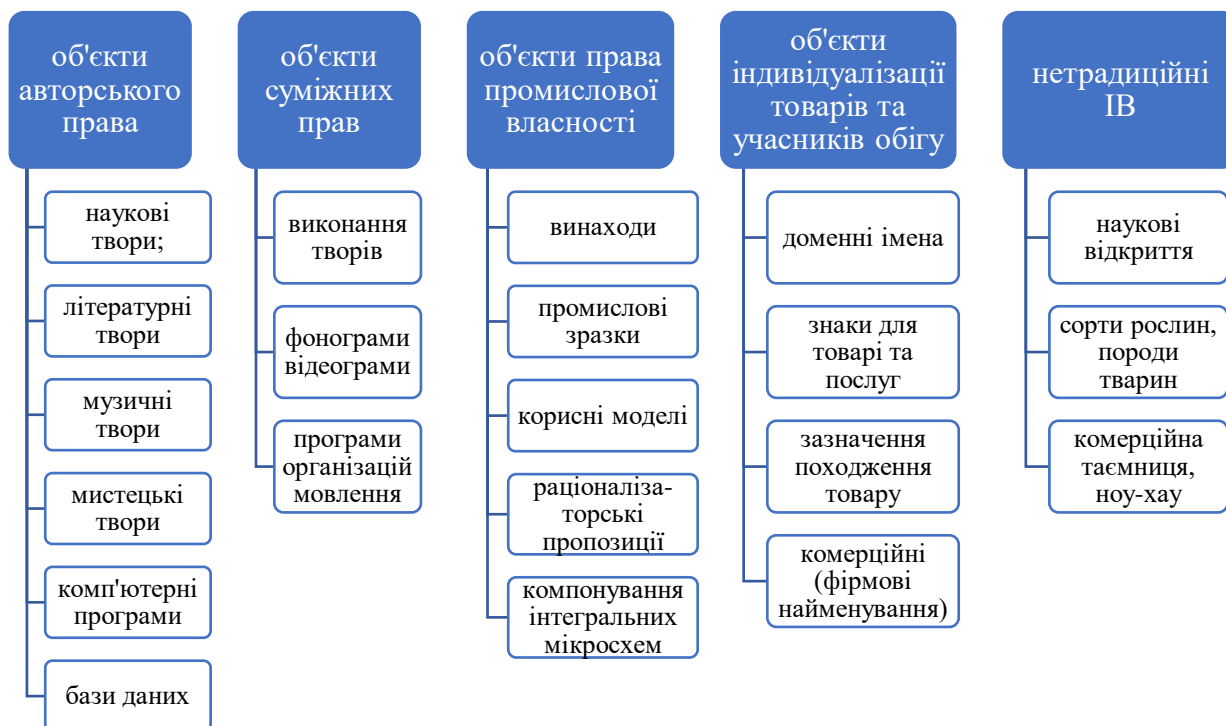 об'єкти
авторського
права
наукові
твори;
літературні
твори
музичні
твори
мистецькі
твори
комп'ютерні
програми
бази даних
об'єкти
суміжних
прав
виконання
творів
фонограми
відеограми
програми
організацій
мовлення
об'єкти права
промислової
власності
винаходи
промислові
зразки
корисні моделі
раціоналіза-
торські
пропозиції
компонування
інтегральних
мікросхем
об'єкти
індивідуалізації
товарів та
учасників обігу
доменні імена
знаки для
товарі та
послуг
зазначення
походження
товару
комерційні
(фірмові
найменування)
нетрадиційні
ІВ
наукові
відкриття
сорти рослин,
породи
тварин
комерційна
таємниця,
ноу-хау